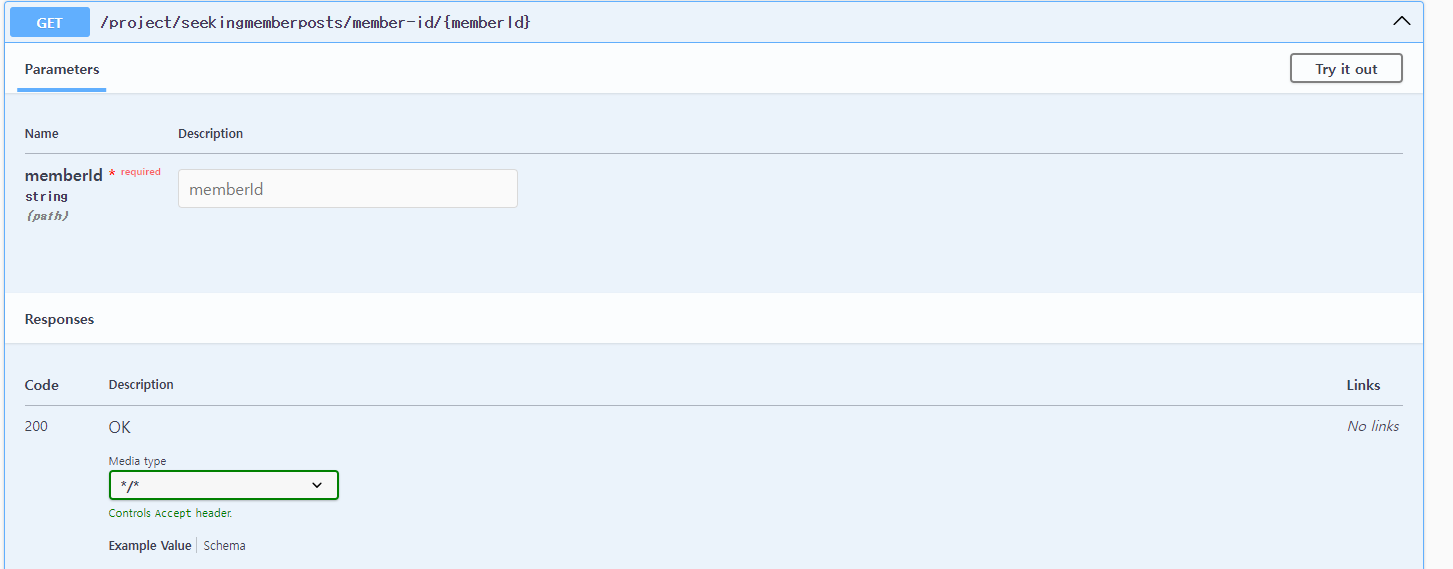 GET /project/seekingmemberposts/member-id/{memberId}
Parameters Try it out
Name Description
memberId * required memberId
string
(path)
Responses
Code Description Links
200 OK No links
Media type
*/*
Controls Accept header.
Example Value Schema